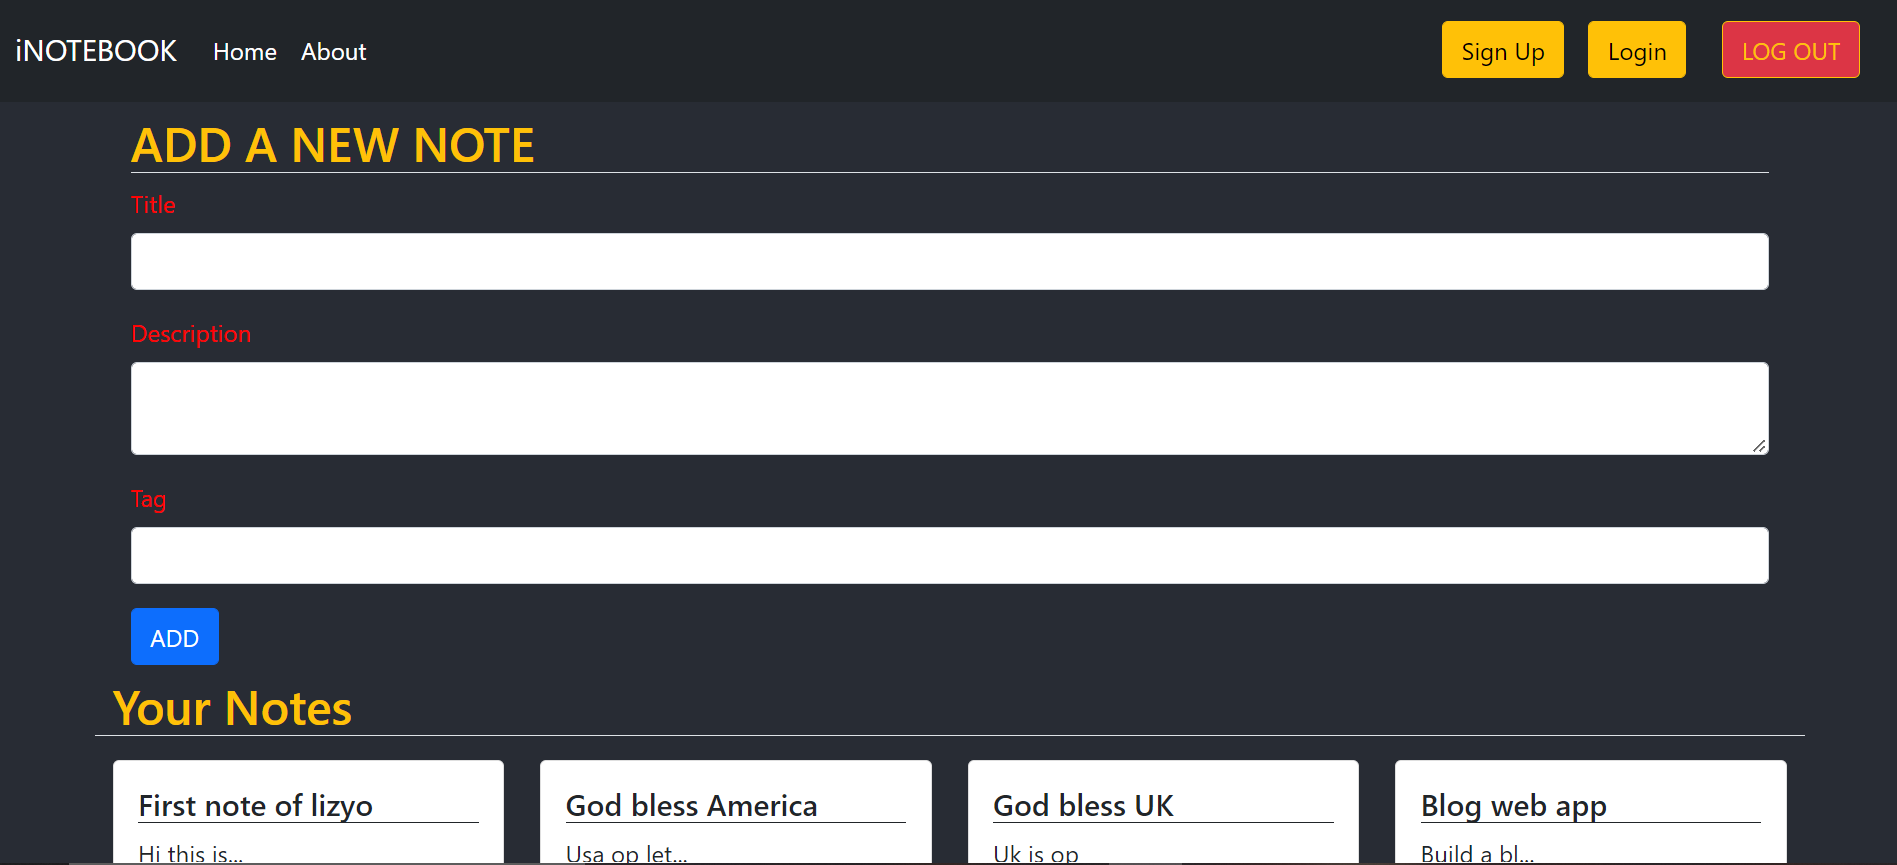 iNOTEBOOK Home About Sign Up Login LOG OUT
ADD A NEW NOTE
Title
Description
Tag
ADD
Your Notes
First note of lizyo
Hi this is...
God bless America
Usa op let...
God bless UK
Uk is op
Blog web app
Build a bl...